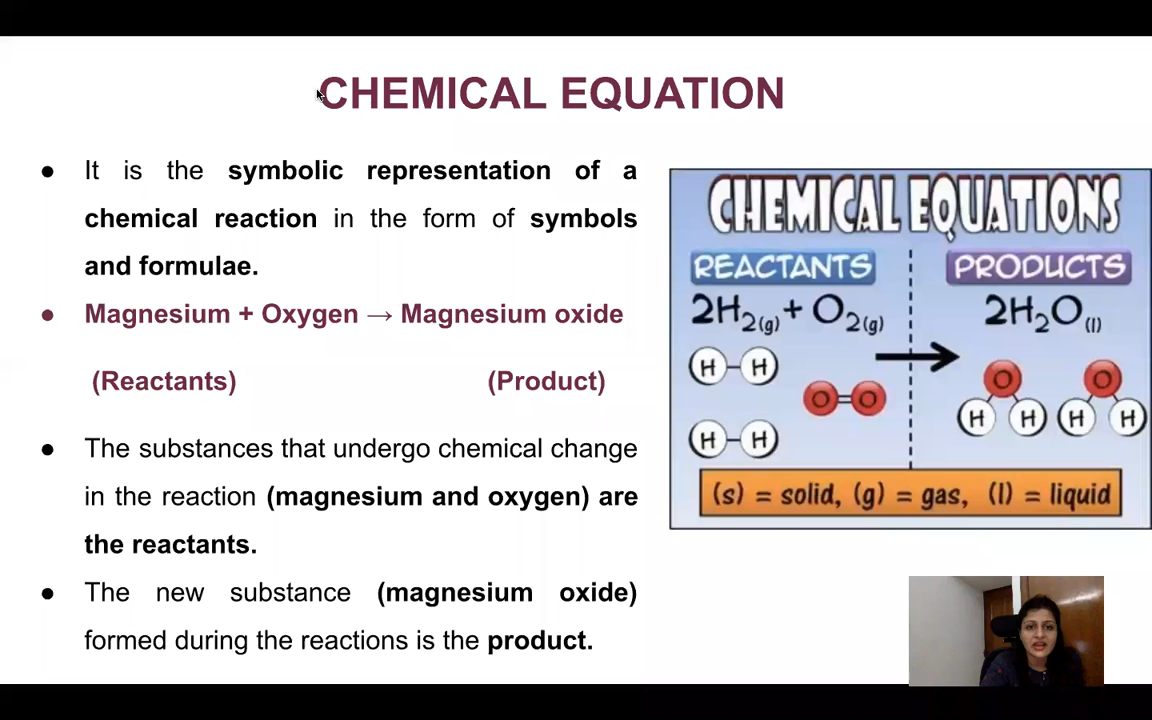 CHEMICAL EQUATION
● It is the symbolic representation of a
chemical reaction in the form of symbols
and formulae.
● Magnesium + Oxygen → Magnesium oxide
(Reactants) (Product)
● The substances that undergo chemical change
in the reaction (magnesium and oxygen) are
the reactants.
● The new substance (magnesium oxide)
formed during the reactions is the product.
CHEMICAL EQUATIONS
REACTANTS PRODUCTS
2H₂(g) + O₂(g) → 2H₂O(l)
H-H
O=O
H-H
O O
H H H H
(s) = solid, (g) = gas, (l) = liquid